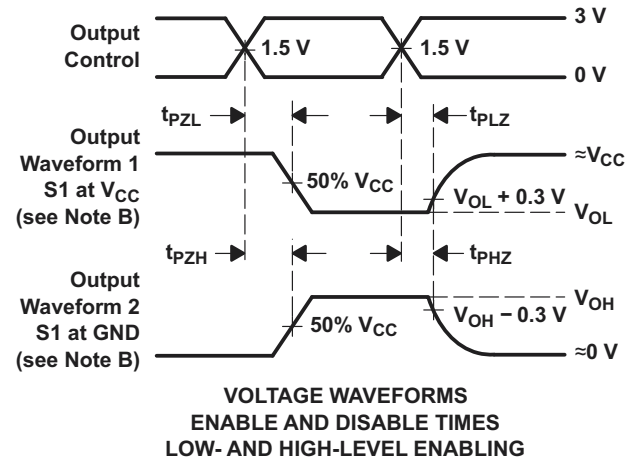 Output
Control
1.5 V
1.5 V
3 V
0 V
tPZL
tPLZ
Output
Waveform 1
S1 at VCC
(see Note B)
50% VCC
≈VCC
VOL + 0.3 V
VOL
tPZH
tPHZ
Output
Waveform 2
S1 at GND
(see Note B)
50% VCC
VOH
VOH − 0.3 V
≈0 V
VOLTAGE WAVEFORMS
ENABLE AND DISABLE TIMES
LOW- AND HIGH-LEVEL ENABLING